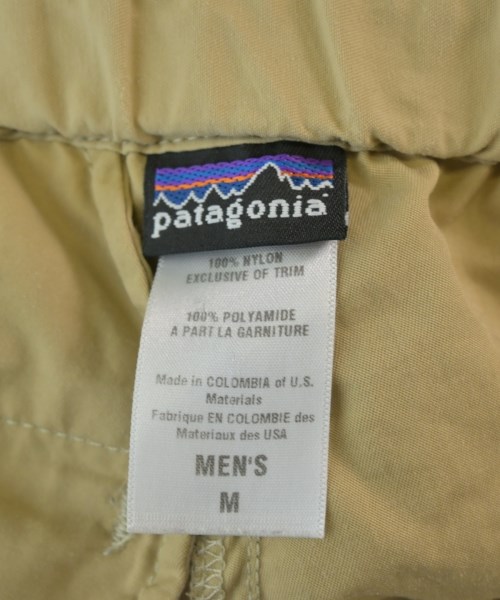 patagonia
100% NYLON
EXCLUSIVE OF TRIM
100% POLYAMIDE
A PART LA GARNITURE
Made in COLOMBIA of U.S.
Materials
Fabrique EN COLOMBIE des
Materiaux des USA
MEN'S
M